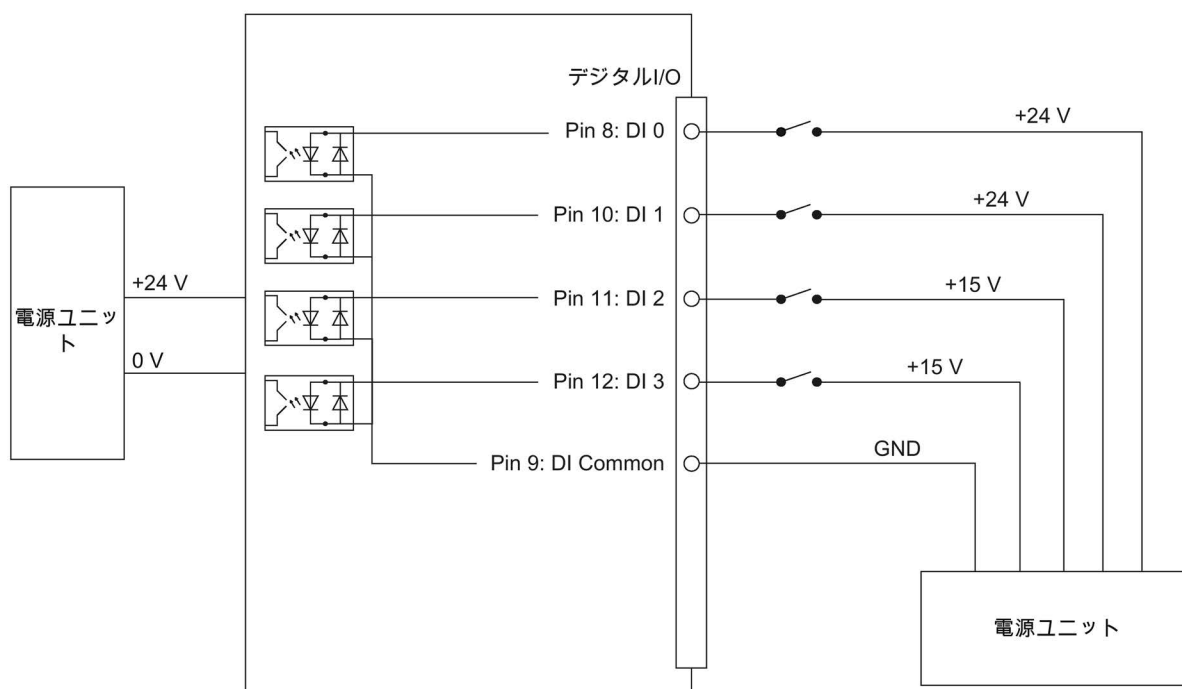 デジタルI/O
Pin 8: DI 0
+24 V
Pin 10: DI 1
+24 V
+24 V
Pin 11: DI 2
+15 V
電源ユニッ
ト
0 V
Pin 12: DI 3
+15 V
Pin 9: DI Common
GND
電源ユニット